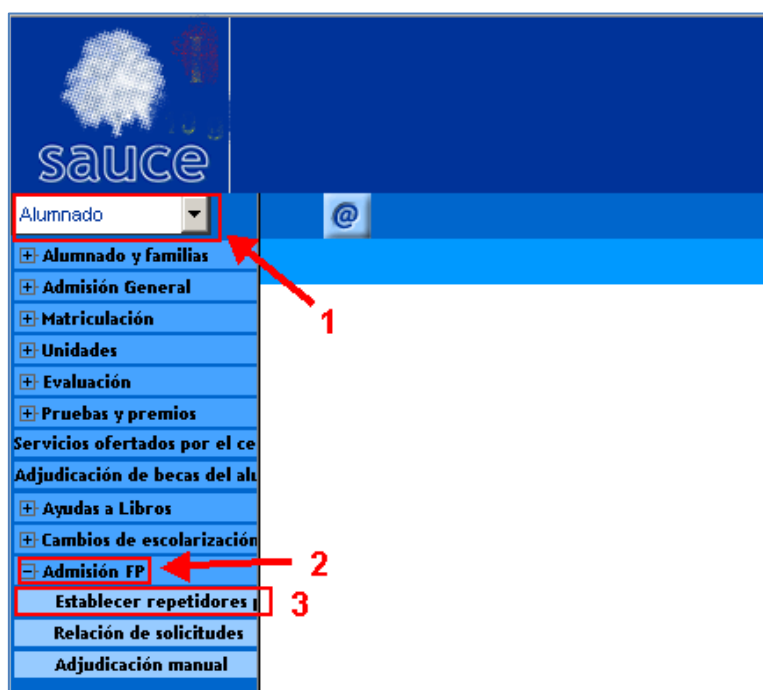 sauce
Alumnado
@
Alumnado y familias
Admisión General
1
Matriculación
Unidades
Evaluación
Pruebas y premios
Servicios ofertados por el ce
Adjudicación de becas del alu
Ayudas a Libros
Cambios de escolarización
Admisión FP
2
Establecer repetidores
3
Relación de solicitudes
Adjudicación manual